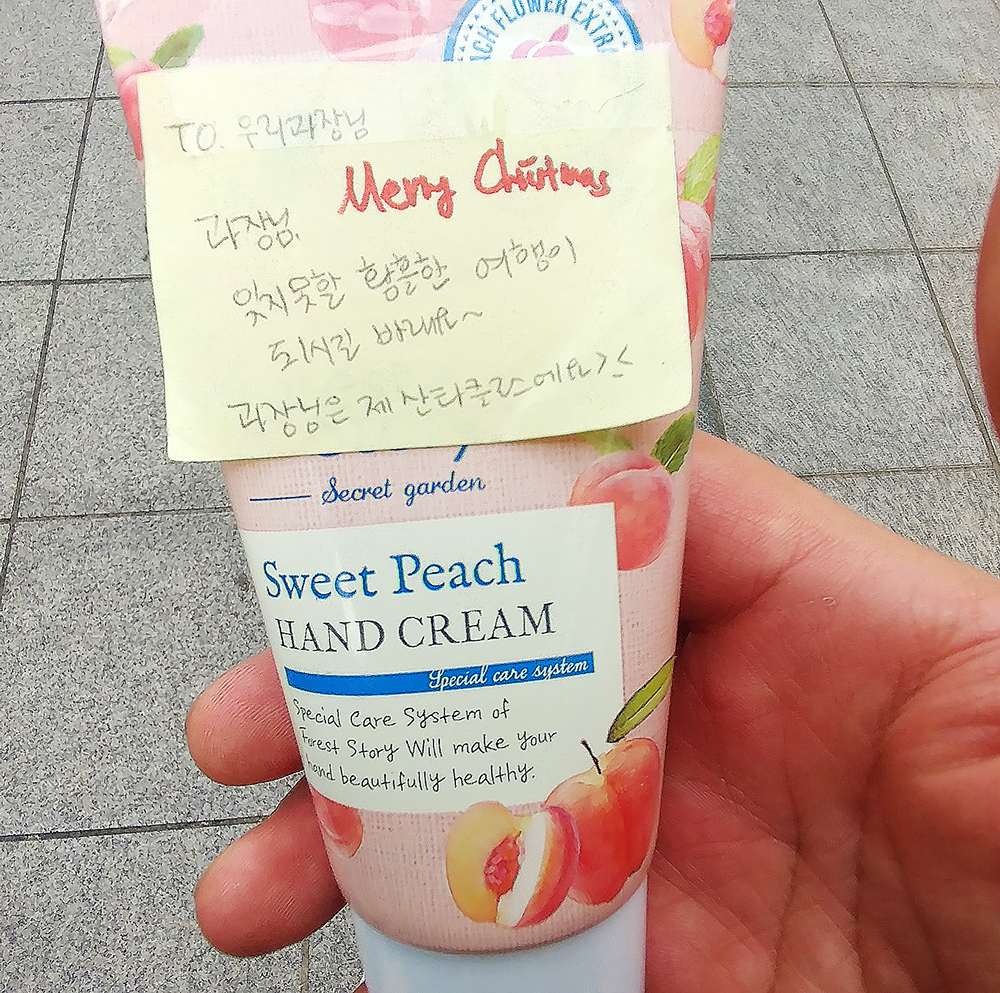 ACH FLOWER EXTRA
TO. 우리과장님
Merry Christmas
과장님.
잊지못할 황홀한 여행이
되시길 바래요~
과장님은 제 산타클로스에요>.<
Secret garden
Sweet Peach
HAND CREAM
Special care system
Special Care System of
Forest Story Will make your
hand beautifully healthy.